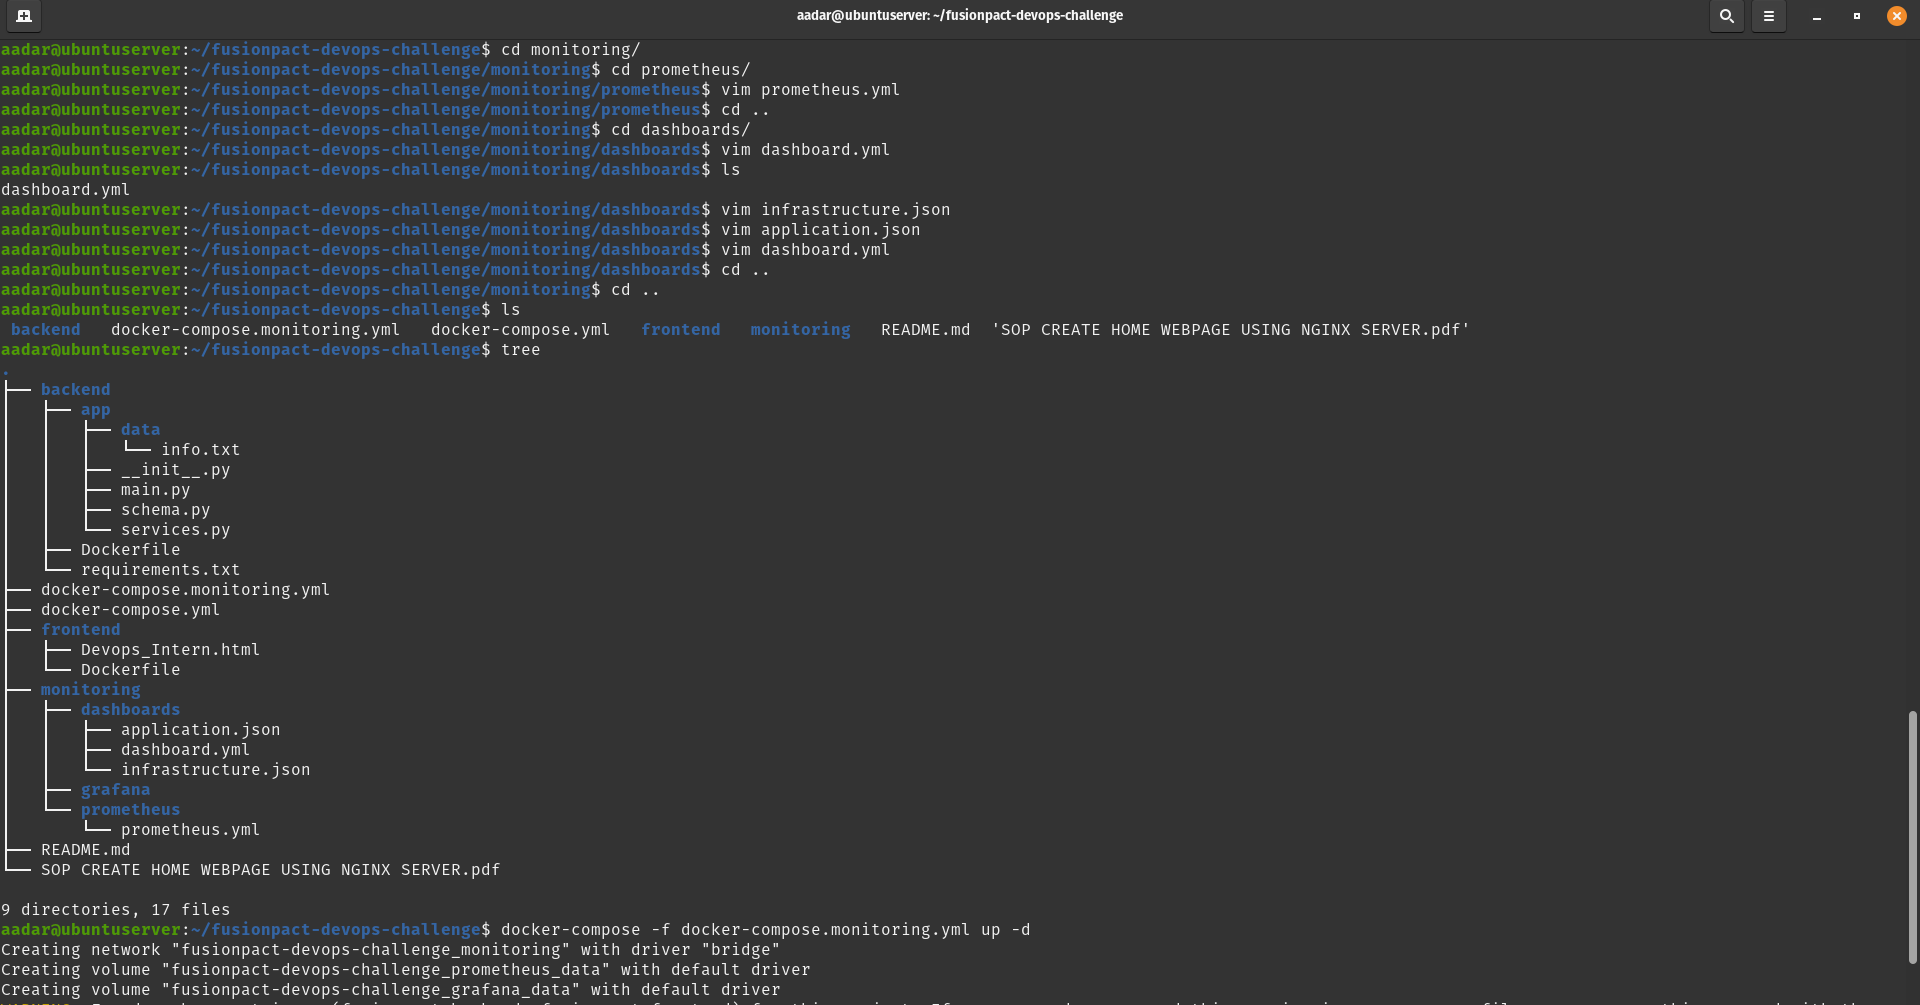 aadar@ubuntuserver: ~/fusionpact-devops-challenge
aadar@ubuntuserver:~/fusionpact-devops-challenge$ cd monitoring/
aadar@ubuntuserver:~/fusionpact-devops-challenge/monitoring$ cd prometheus/
aadar@ubuntuserver:~/fusionpact-devops-challenge/monitoring/prometheus$ vim prometheus.yml
aadar@ubuntuserver:~/fusionpact-devops-challenge/monitoring/prometheus$ cd ..
aadar@ubuntuserver:~/fusionpact-devops-challenge/monitoring$ cd dashboards/
aadar@ubuntuserver:~/fusionpact-devops-challenge/monitoring/dashboards$ vim dashboard.yml
aadar@ubuntuserver:~/fusionpact-devops-challenge/monitoring/dashboards$ ls
dashboard.yml
aadar@ubuntuserver:~/fusionpact-devops-challenge/monitoring/dashboards$ vim infrastructure.json
aadar@ubuntuserver:~/fusionpact-devops-challenge/monitoring/dashboards$ vim application.json
aadar@ubuntuserver:~/fusionpact-devops-challenge/monitoring/dashboards$ vim dashboard.yml
aadar@ubuntuserver:~/fusionpact-devops-challenge/monitoring/dashboards$ cd ..
aadar@ubuntuserver:~/fusionpact-devops-challenge/monitoring$ cd ..
aadar@ubuntuserver:~/fusionpact-devops-challenge$ ls
backend   docker-compose.monitoring.yml   docker-compose.yml   frontend   monitoring   README.md  'SOP CREATE HOME WEBPAGE USING NGINX SERVER.pdf'
aadar@ubuntuserver:~/fusionpact-devops-challenge$ tree
.
├── backend
│   ├── app
│   │   ├── data
│   │   │   └── info.txt
│   │   ├── __init__.py
│   │   ├── main.py
│   │   ├── schema.py
│   │   └── services.py
│   ├── Dockerfile
│   └── requirements.txt
├── docker-compose.monitoring.yml
├── docker-compose.yml
├── frontend
│   ├── Devops_Intern.html
│   └── Dockerfile
├── monitoring
│   ├── dashboards
│   │   ├── application.json
│   │   ├── dashboard.yml
│   │   └── infrastructure.json
│   ├── grafana
│   └── prometheus
│       └── prometheus.yml
├── README.md
└── SOP CREATE HOME WEBPAGE USING NGINX SERVER.pdf
9 directories, 17 files
aadar@ubuntuserver:~/fusionpact-devops-challenge$ docker-compose -f docker-compose.monitoring.yml up -d
Creating network "fusionpact-devops-challenge_monitoring" with driver "bridge"
Creating volume "fusionpact-devops-challenge_prometheus_data" with default driver
Creating volume "fusionpact-devops-challenge_grafana_data" with default driver